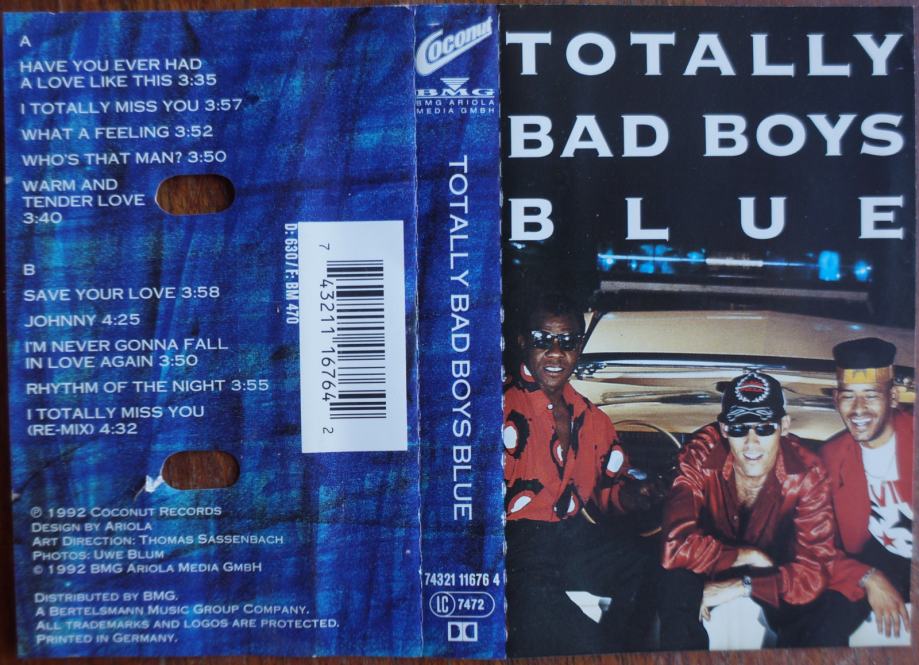 A
HAVE YOU EVER HAD
A LOVE LIKE THIS 3:35
I TOTALLY MISS YOU 3:57
WHAT A FEELING 3:52
WHO'S THAT MAN? 3:50
WARM AND
TENDER LOVE
3:40
B
SAVE YOUR LOVE 3:58
JOHNNY 4:25
I'M NEVER GONNA FALL
IN LOVE AGAIN 3:50
RHYTHM OF THE NIGHT 3:55
I TOTALLY MISS YOU
(RE-MIX) 4:32
℗ 1992 COCONUT RECORDS
DESIGN BY ARIOLA
ART DIRECTION: THOMAS SASSENBACH
PHOTOS: UWE BLUM
© 1992 BMG ARIOLA MEDIA GMBH
DISTRIBUTED BY BMG.
A BERTELSMANN MUSIC GROUP COMPANY.
ALL TRADEMARKS AND LOGOS ARE PROTECTED.
PRINTED IN GERMANY.
D: 630 / F: BM 470
7 43211 16764 2
Coconut
BMG
BMG ARIOLA
MEDIA GMBH
TOTALLY BAD BOYS BLUE
74321 11676 4
LC 7472
TOTALLY
BAD BOYS
BLUE